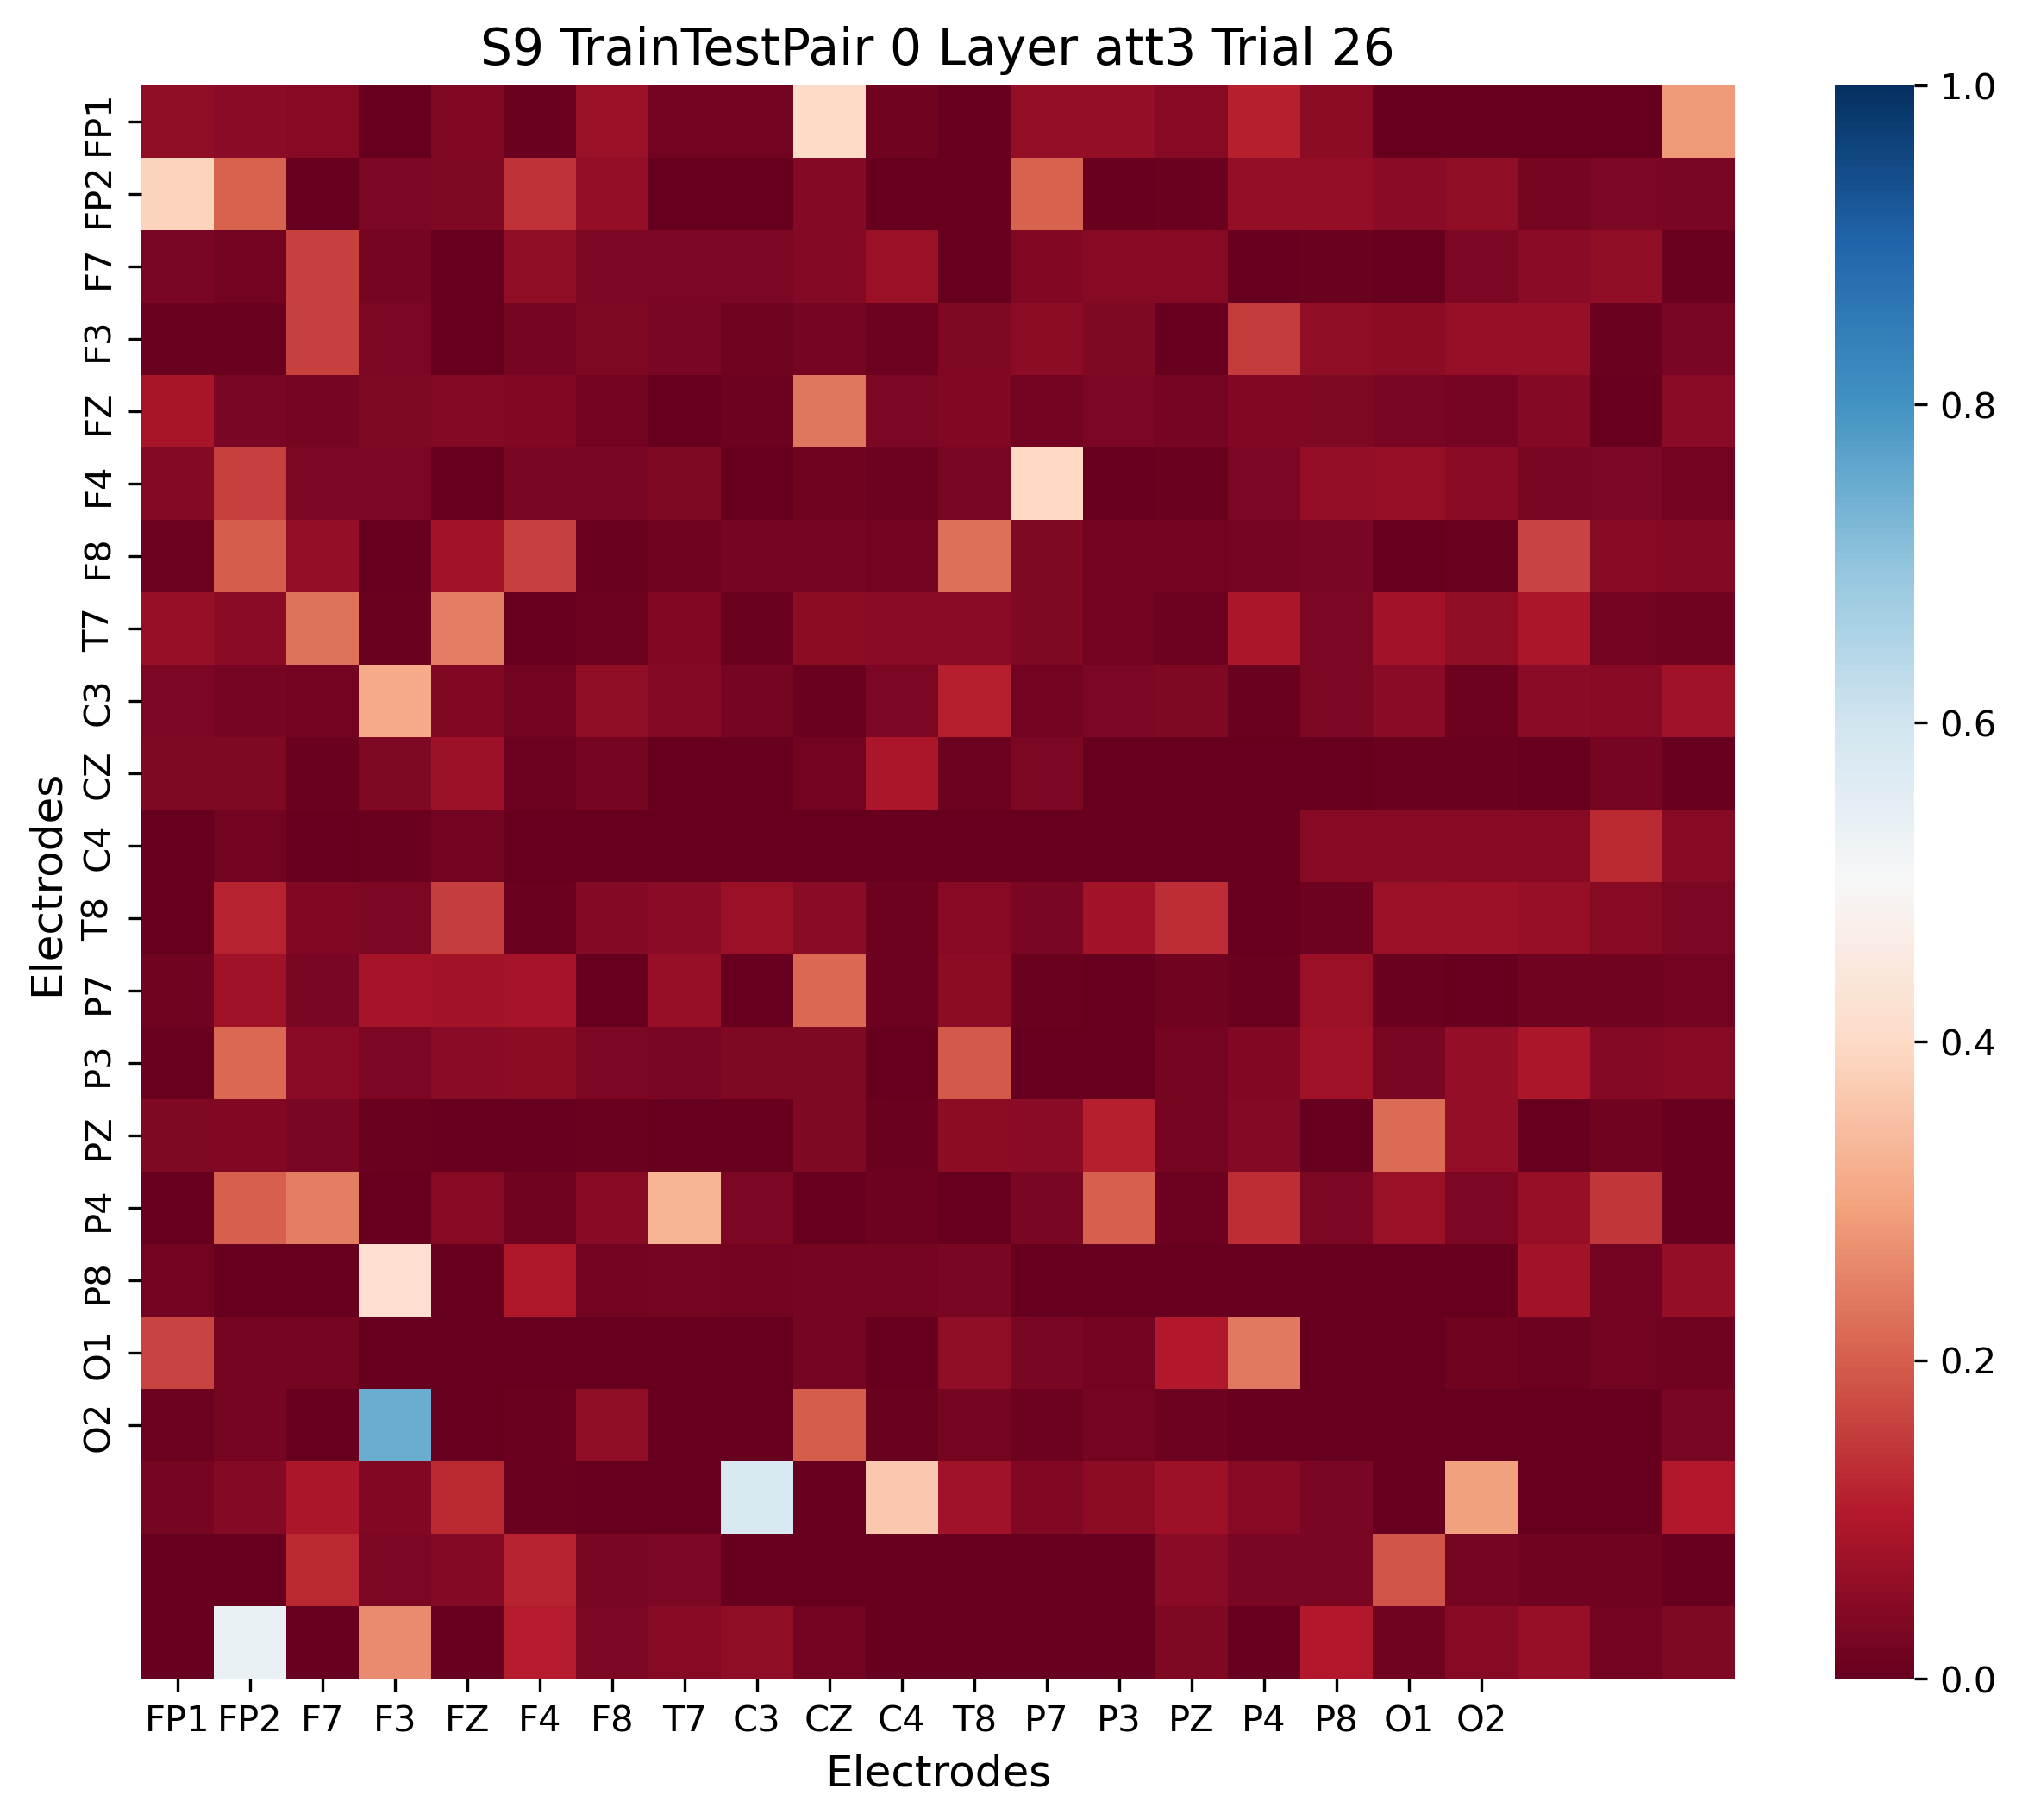 S9 TrainTestPair 0 Layer att3 Trial 26
Electrodes
FP1
FP2
F7
F3
FZ
F4
F8
T7
C3
CZ
C4
T8
P7
P3
PZ
P4
P8
O1
O2
FP1 FP2 F7 F3 FZ F4 F8 T7 C3 CZ C4 T8 P7 P3 PZ P4 P8 O1 O2
Electrodes
1.0
0.8
0.6
0.4
0.2
0.0